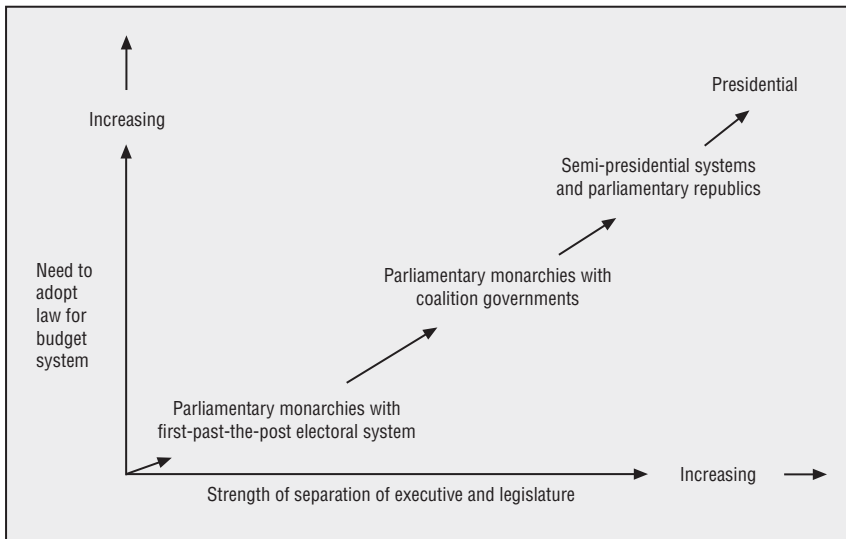 Presidential
Increasing
Semi-presidential systems
and parliamentary republics
Need to
adopt
law for
budget
system
Parliamentary monarchies with
coalition governments
Parliamentary monarchies with
first-past-the-post electoral system
Increasing
Strength of separation of executive and legislature